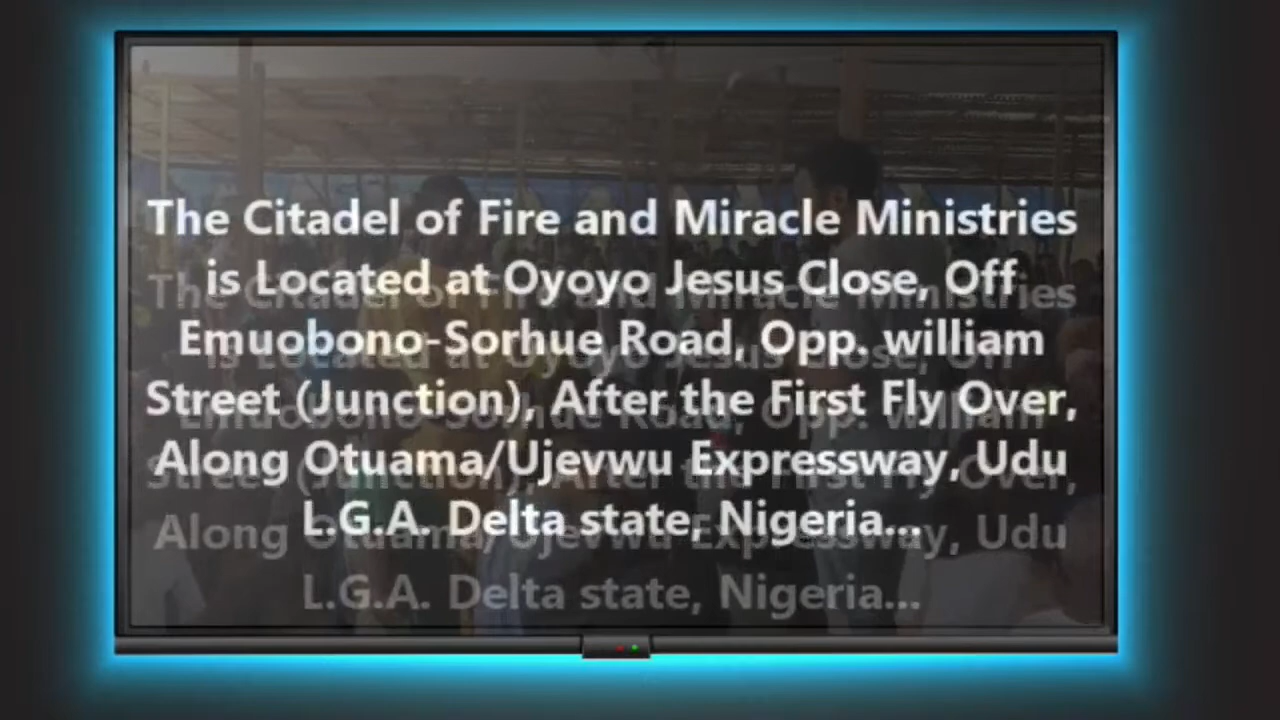 The Citadel of Fire and Miracle Ministries
is Located at Oyoyo Jesus Close, Off
Emuobono-Sorhue Road, Opp. william
Street (Junction), After the First Fly Over,
Along Otuama/Ujevwu Expressway, Udu
L.G.A. Delta state, Nigeria...